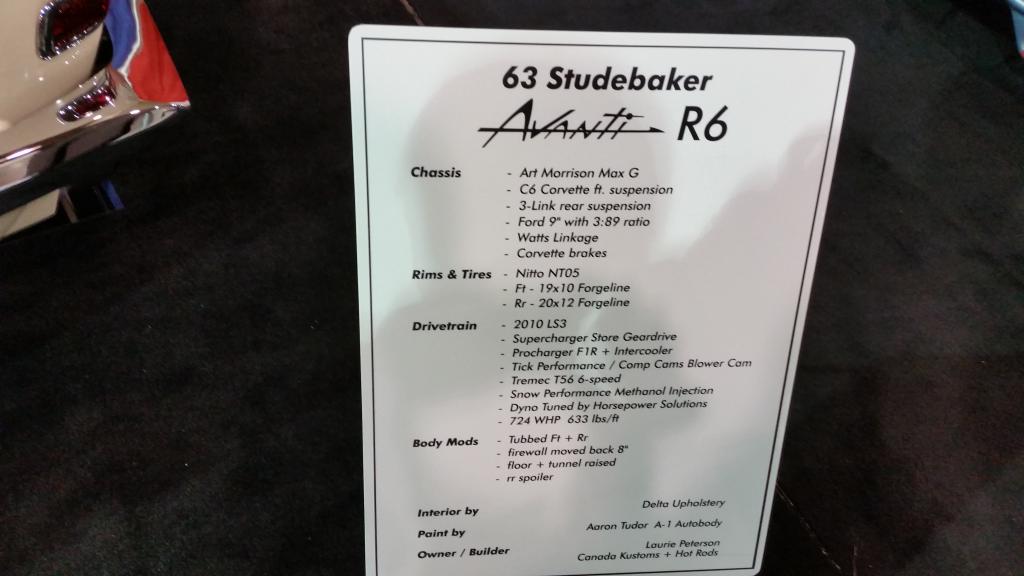 63 Studebaker
Avanti R6
Chassis - Art Morrison Max G
- C6 Corvette ft. suspension
- 3-Link rear suspension
- Ford 9" with 3:89 ratio
- Watts Linkage
- Corvette brakes
Rims & Tires - Nitto NT05
- Ft - 19x10 Forgeline
- Rr - 20x12 Forgeline
Drivetrain - 2010 LS3
- Supercharger Store Geardrive
- Procharger F1R + Intercooler
- Tick Performance / Comp Cams Blower Cam
- Tremec T56 6-speed
- Snow Performance Methanol Injection
- Dyno Tuned by Horsepower Solutions
- 724 WHP 633 lbs/ft
Body Mods - Tubbed Ft + Rr
- firewall moved back 8"
- floor + tunnel raised
- rr spoiler
Interior by Delta Upholstery
Paint by Aaron Tudor A-1 Autobody
Owner / Builder Laurie Peterson
Canada Kustoms + Hot Rods